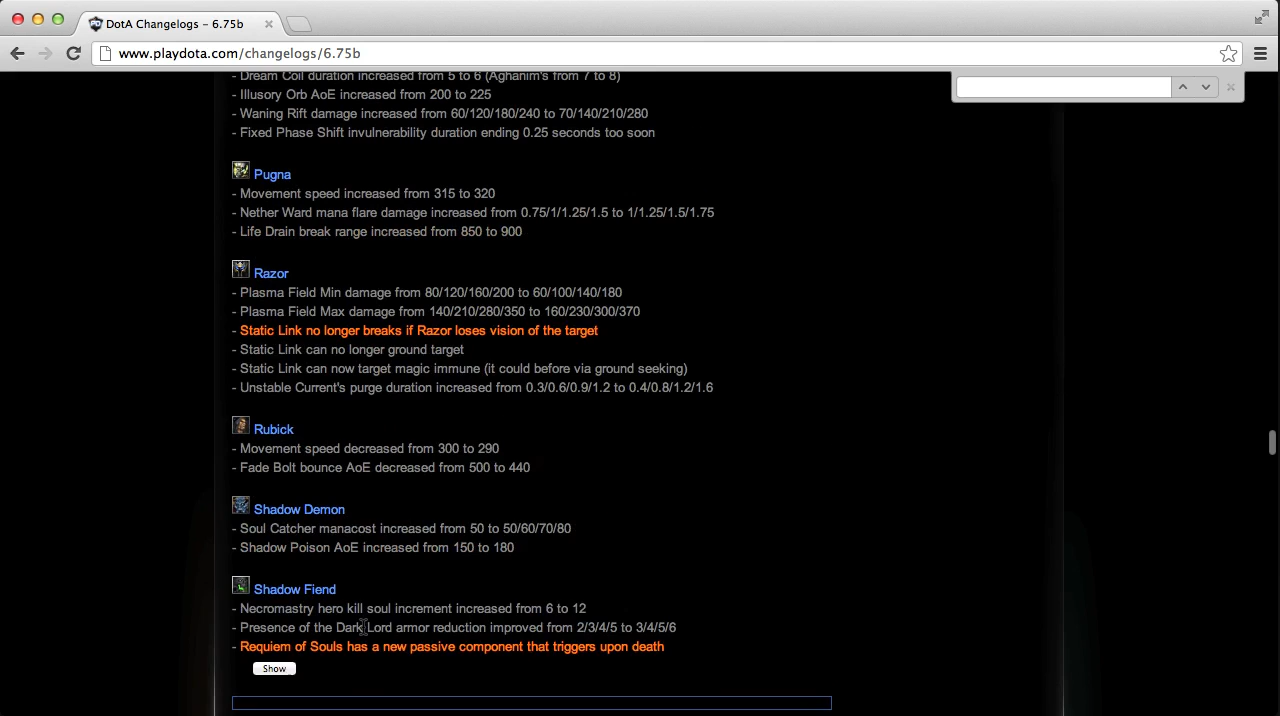 DotA Changelogs - 6.75b
www.playdota.com/changelogs/6.75b
- Dream Coil duration increased from 5 to 6 (Aghanim's from 7 to 8)
- Illusory Orb AoE increased from 200 to 225
- Waning Rift damage increased from 60/120/180/240 to 70/140/210/280
- Fixed Phase Shift invulnerability duration ending 0.25 seconds too soon
Pugna
- Movement speed increased from 315 to 320
- Nether Ward mana flare damage increased from 0.75/1/1.25/1.5 to 1/1.25/1.5/1.75
- Life Drain break range increased from 850 to 900
Razor
- Plasma Field Min damage from 80/120/160/200 to 60/100/140/180
- Plasma Field Max damage from 140/210/280/350 to 160/230/300/370
- Static Link no longer breaks if Razor loses vision of the target
- Static Link can no longer ground target
- Static Link can now target magic immune (it could before via ground seeking)
- Unstable Current's purge duration increased from 0.3/0.6/0.9/1.2 to 0.4/0.8/1.2/1.6
Rubick
- Movement speed decreased from 300 to 290
- Fade Bolt bounce AoE decreased from 500 to 440
Shadow Demon
- Soul Catcher manacost increased from 50 to 50/60/70/80
- Shadow Poison AoE increased from 150 to 180
Shadow Fiend
- Necromastry hero kill soul increment increased from 6 to 12
- Presence of the Dark Lord armor reduction improved from 2/3/4/5 to 3/4/5/6
- Requiem of Souls has a new passive component that triggers upon death
Show